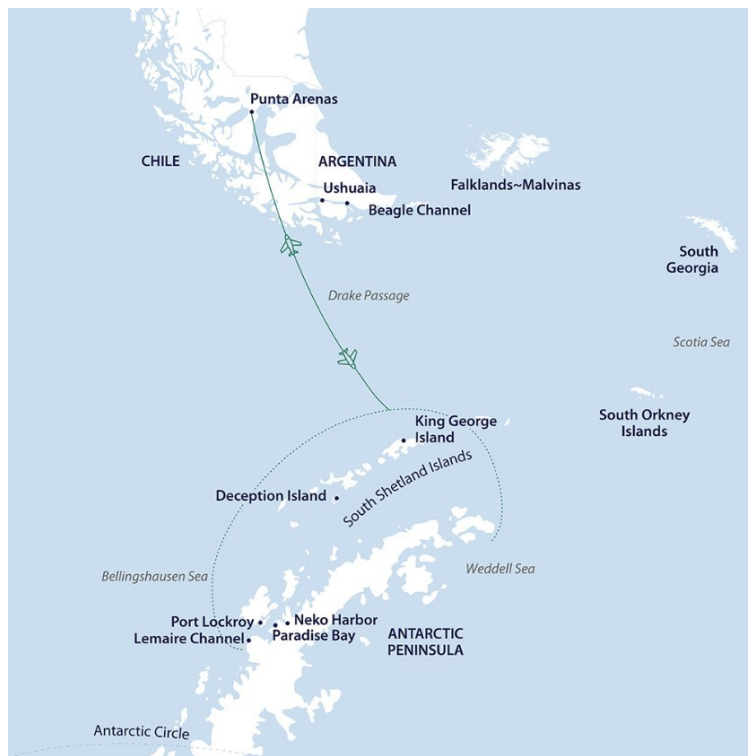 Punta Arenas
CHILE
ARGENTINA
Ushuaia
Falklands~Malvinas
Beagle Channel
South
Georgia
Drake Passage
Scotia Sea
King George
Island
South Orkney
Islands
South Shetland Islands
Deception Island
Bellingshausen Sea
Weddell Sea
Port Lockroy
Neko Harbor
Lemaire Channel
Paradise Bay
ANTARCTIC
PENINSULA
Antarctic Circle